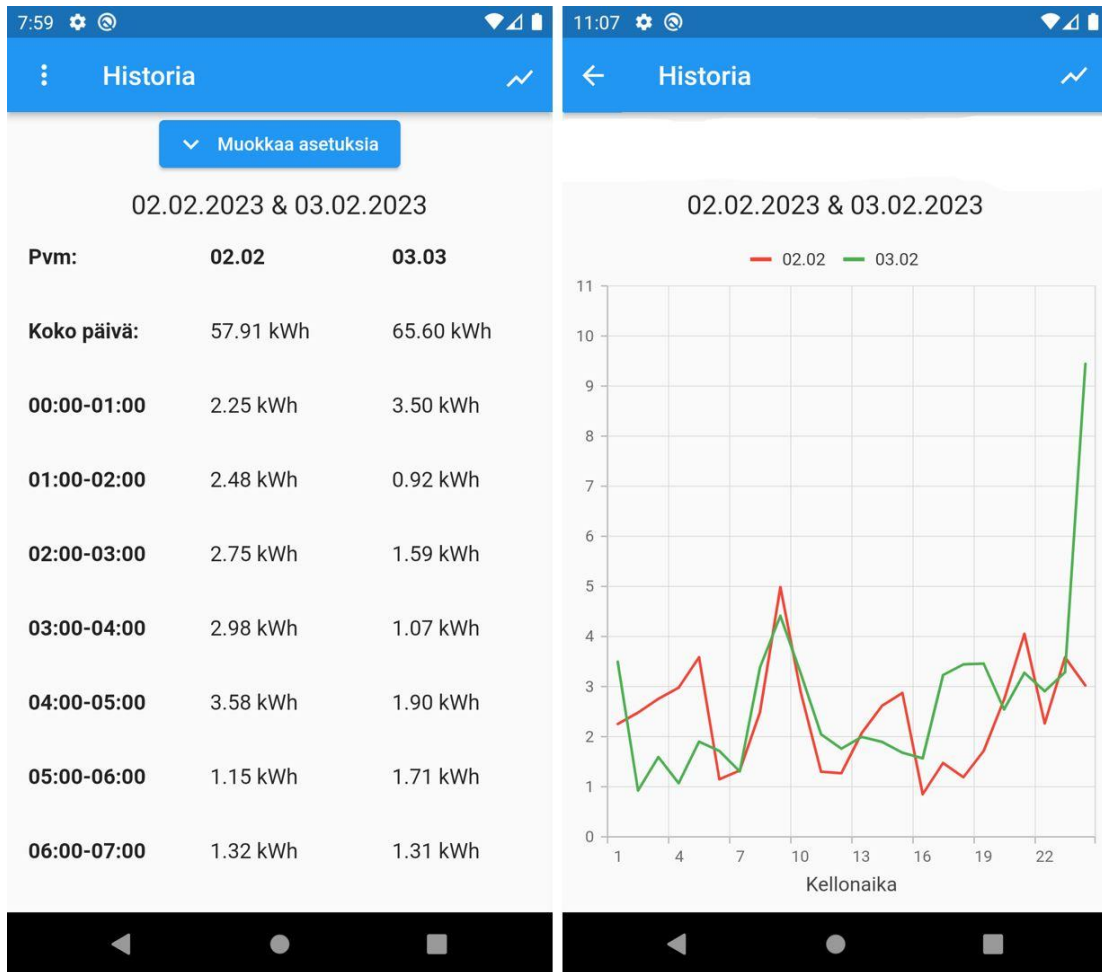 7:59
Historia
Muokkaa asetuksia
02.02.2023 & 03.02.2023
Pvm: 02.02 03.03
Koko päivä: 57.91 kWh 65.60 kWh
00:00-01:00 2.25 kWh 3.50 kWh
01:00-02:00 2.48 kWh 0.92 kWh
02:00-03:00 2.75 kWh 1.59 kWh
03:00-04:00 2.98 kWh 1.07 kWh
04:00-05:00 3.58 kWh 1.90 kWh
05:00-06:00 1.15 kWh 1.71 kWh
06:00-07:00 1.32 kWh 1.31 kWh
11:07
Historia
02.02.2023 & 03.02.2023
02.02 03.02
11
10
9
8
7
6
5
4
3
2
1
0
1 4 7 10 13 16 19 22
Kellonaika